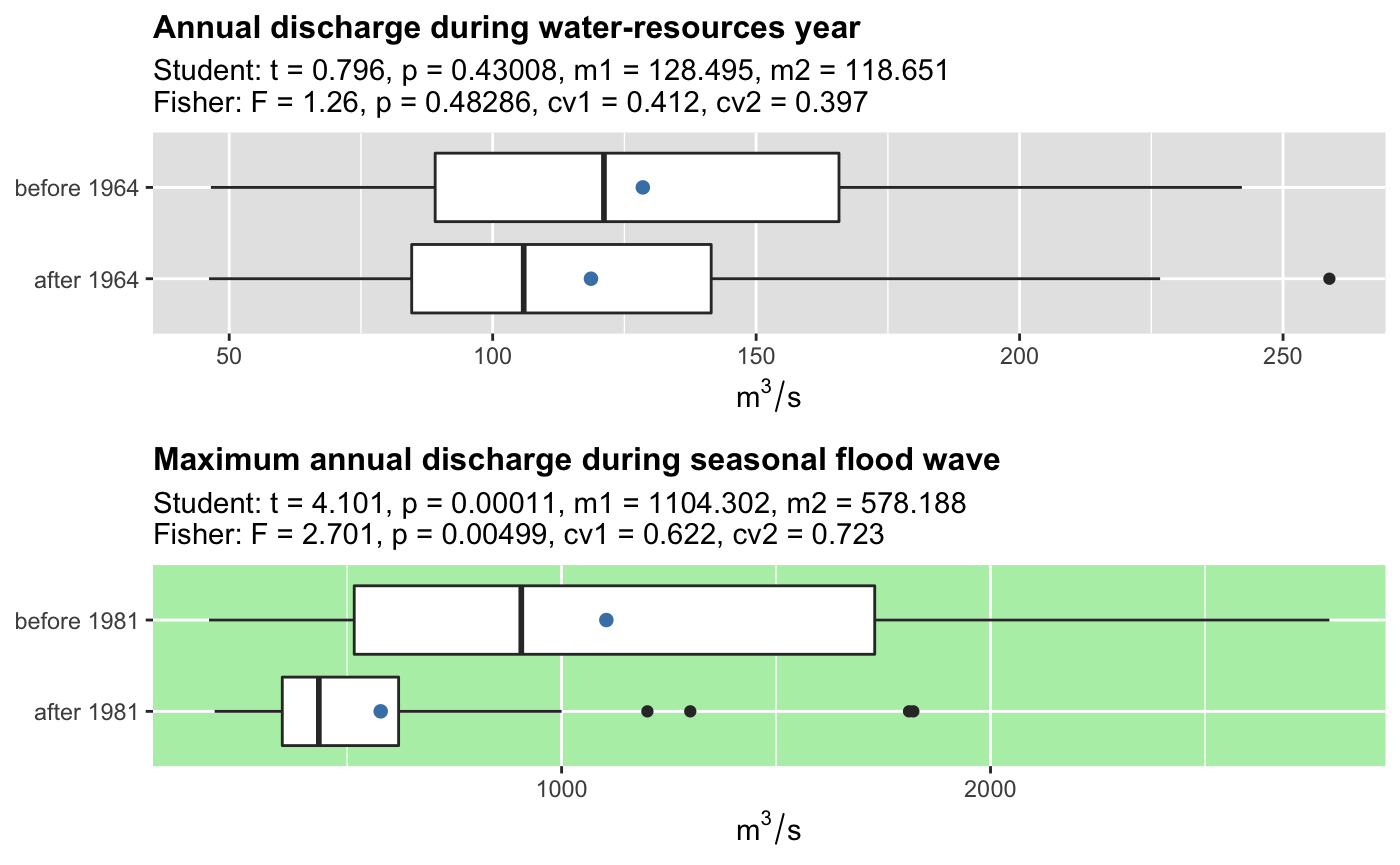 Annual discharge during water-resources year
Student: t = 0.796, p = 0.43008, m1 = 128.495, m2 = 118.651
Fisher: F = 1.26, p = 0.48286, cv1 = 0.412, cv2 = 0.397
before 1964
after 1964
50 100 150 200 250
m³/s
Maximum annual discharge during seasonal flood wave
Student: t = 4.101, p = 0.00011, m1 = 1104.302, m2 = 578.188
Fisher: F = 2.701, p = 0.00499, cv1 = 0.622, cv2 = 0.723
before 1981
after 1981
1000 2000
m³/s